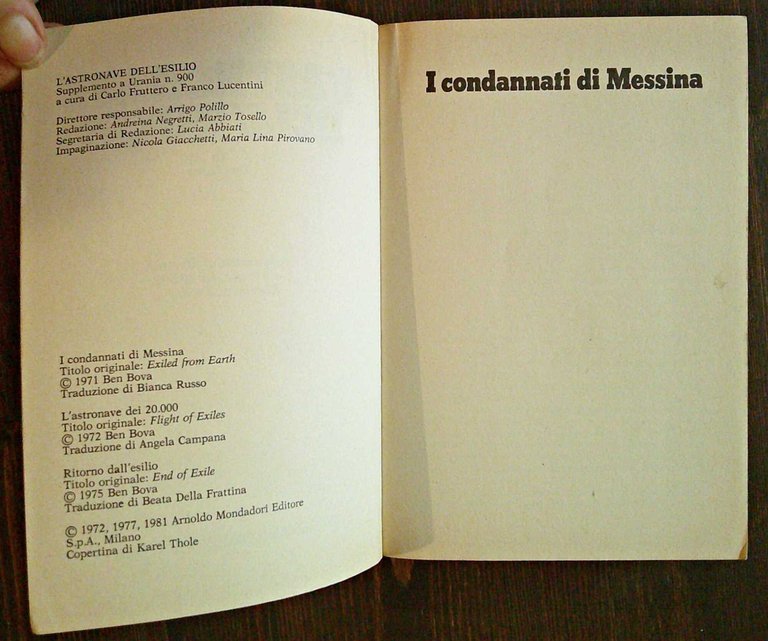 L'ASTRONAVE DELL'ESILIO
Supplemento a Urania n. 900
a cura di Carlo Fruttero e Franco Lucentini
Direttore responsabile: Arrigo Polillo
Redazione: Andreina Negretti, Marzio Tosello
Segretaria di Redazione: Lucia Abbiati
Impaginazione: Nicola Giacchetti, Maria Lina Pirovano
I condannati di Messina
Titolo originale: Exiled from Earth
© 1971 Ben Bova
Traduzione di Bianca Russo
L'astronave dei 20.000
Titolo originale: Flight of Exiles
© 1972 Ben Bova
Traduzione di Angela Campana
Ritorno dall'esilio
Titolo originale: End of Exile
© 1975 Ben Bova
Traduzione di Beata Della Frattina
© 1972, 1977, 1981 Arnoldo Mondadori Editore
S.p.A., Milano
Copertina di Karel Thole
I condannati di Messina